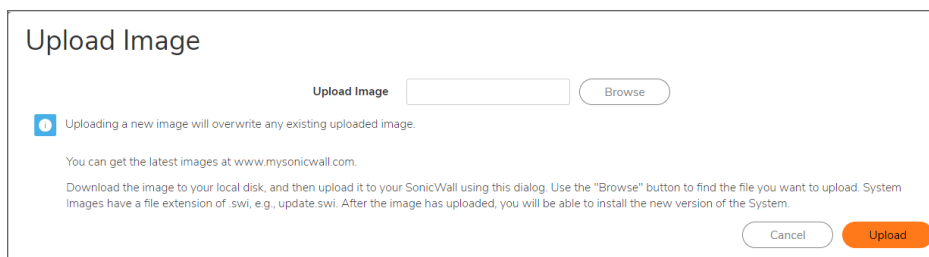 Upload Image
Upload Image Browse
Uploading a new image will overwrite any existing uploaded image.
You can get the latest images at www.mysonicwall.com.
Download the image to your local disk, and then upload it to your SonicWall using this dialog. Use the "Browse" button to find the file you want to upload. System
Images have a file extension of .swi, e.g., update.swi. After the image has uploaded, you will be able to install the new version of the System.
Cancel Upload